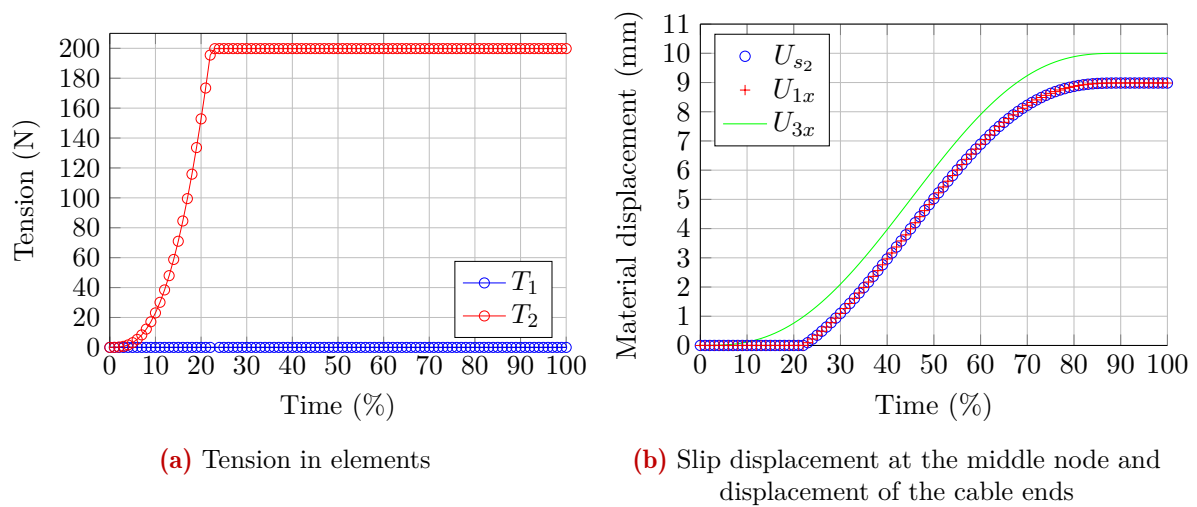 200
180
160
140
120
100
80
60
40
20
0
0 10 20 30 40 50 60 70 80 90 100
Tension (N)
Time (%)
T1
T2
(a) Tension in elements
11
10
9
8
7
6
5
4
3
2
1
0
0 10 20 30 40 50 60 70 80 90 100
Material displacement (mm)
Time (%)
Us2
U1x
U3x
(b) Slip displacement at the middle node and
displacement of the cable ends